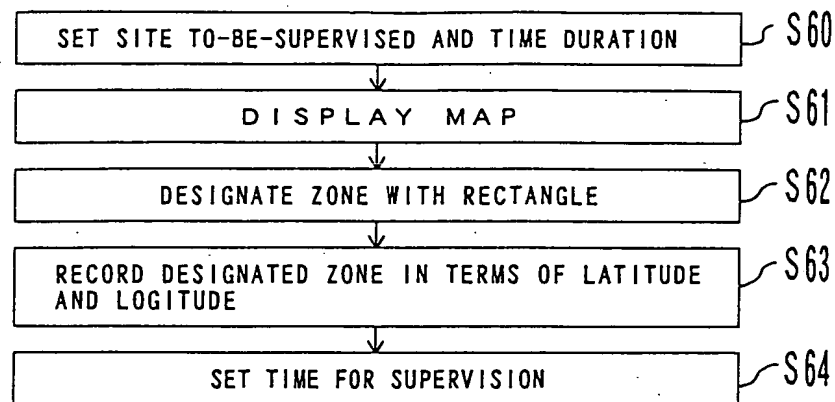 SET SITE TO-BE-SUPERVISED AND TIME DURATION S60
DISPLAY MAP S61
DESIGNATE ZONE WITH RECTANGLE S62
RECORD DESIGNATED ZONE IN TERMS OF LATITUDE S63
AND LOGITUDE
SET TIME FOR SUPERVISION S64